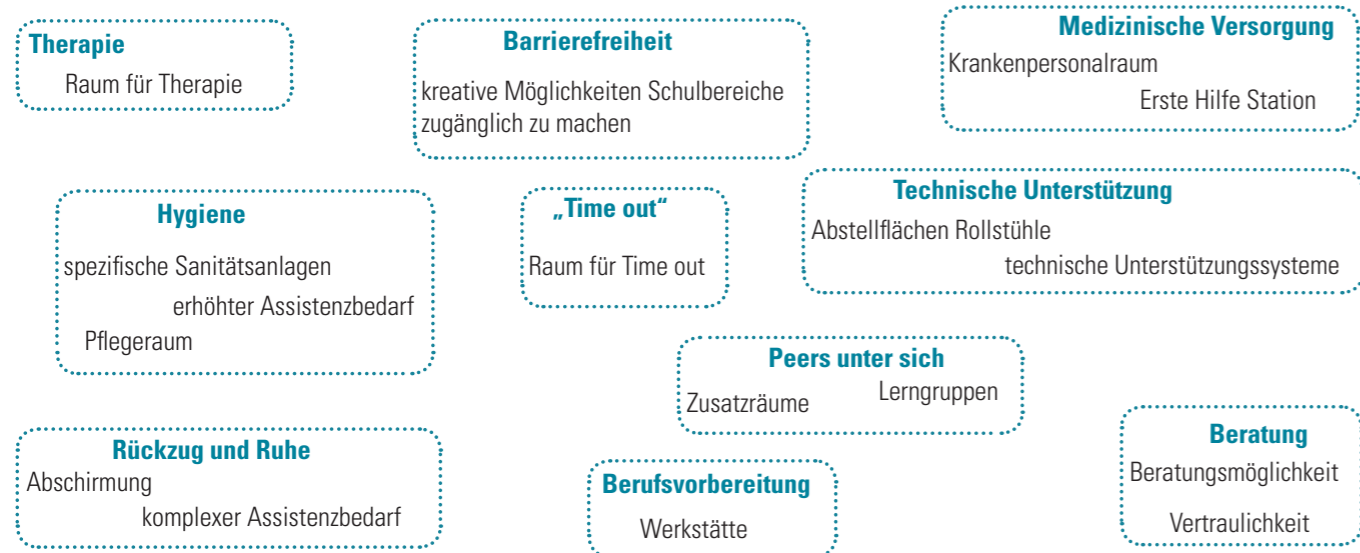 Therapie
Raum für Therapie
Barrierefreiheit
kreative Möglichkeiten Schulbereiche
zugänglich zu machen
Medizinische Versorgung
Krankenpersonalraum
Erste Hilfe Station
Hygiene
spezifische Sanitätsanlagen
erhöhter Assistenzbedarf
Pflegeraum
„Time out“
Raum für Time out
Technische Unterstützung
Abstellflächen Rollstühle
technische Unterstützungssysteme
Peers unter sich
Zusatzräume
Lerngruppen
Rückzug und Ruhe
Abschirmung
komplexer Assistenzbedarf
Berufsvorbereitung
Werkstätte
Beratung
Beratungsmöglichkeit
Vertraulichkeit